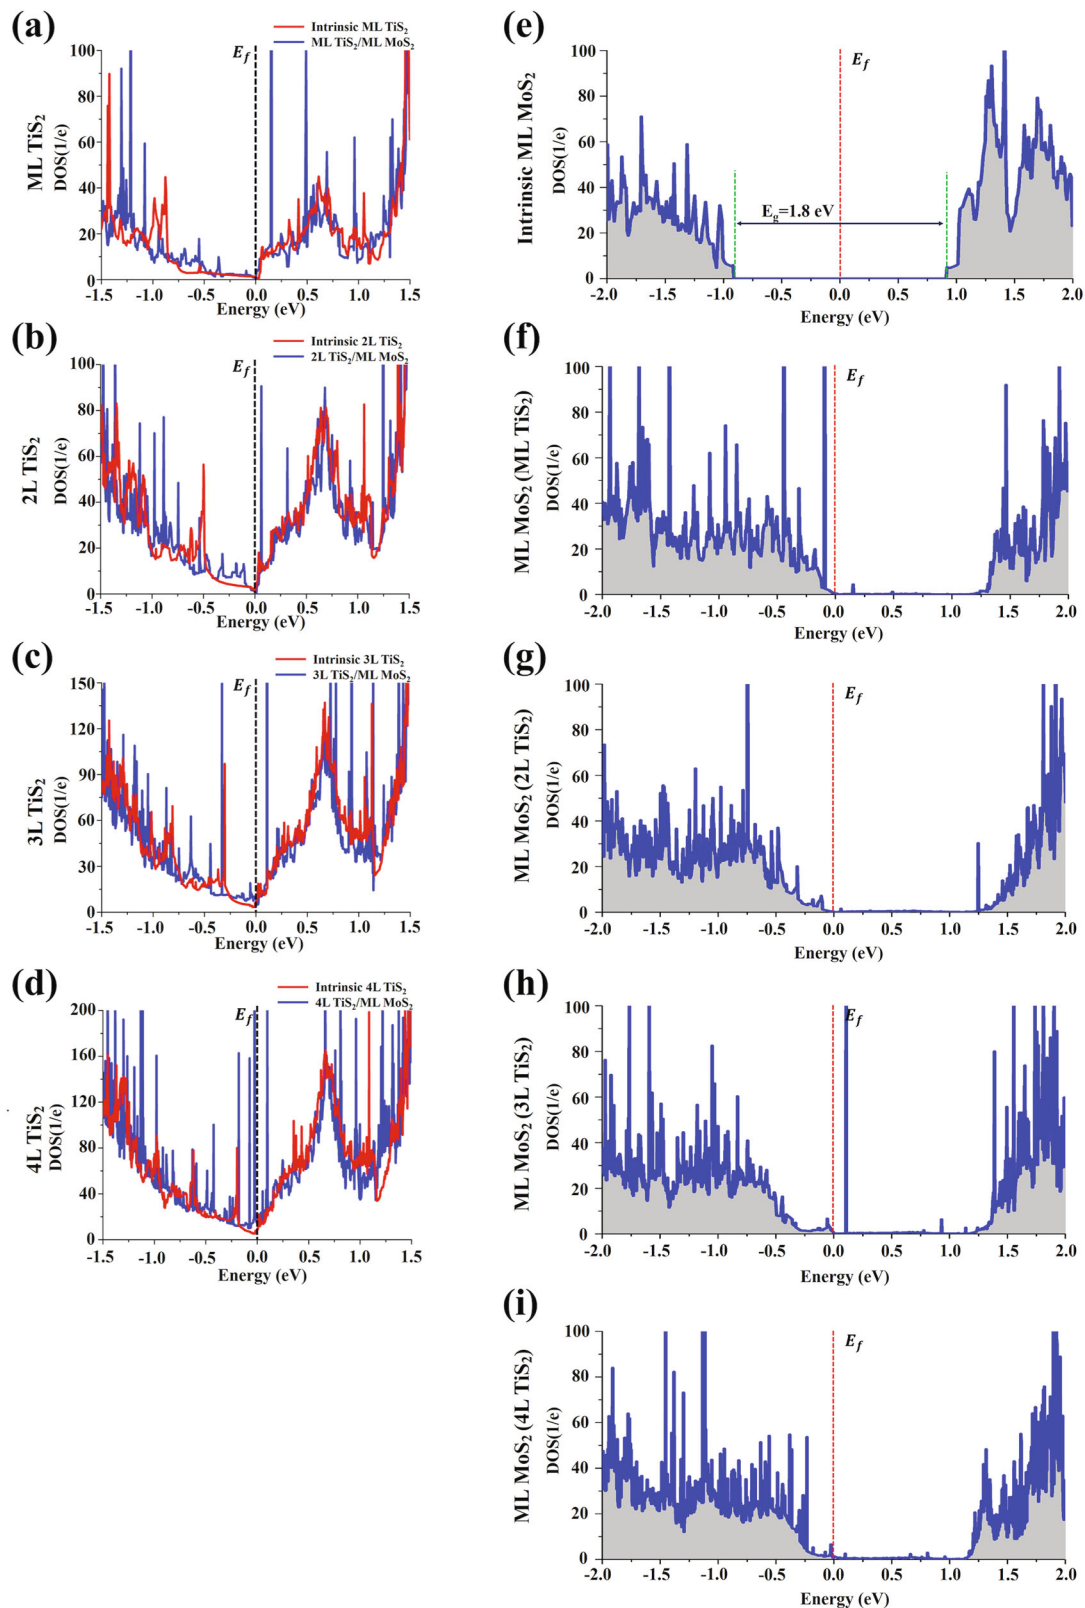 (a)
Intrinsic ML TiS₂
ML TiS₂/ML MoS₂
E_f
100
80
60
40
20
0
ML TiS₂
DOS(1/e)
-1.5 -1.0 -0.5 0.0 0.5 1.0 1.5
Energy (eV)
(b)
Intrinsic 2L TiS₂
2L TiS₂/ML MoS₂
E_f
100
80
60
40
20
0
2L TiS₂
DOS(1/e)
-1.5 -1.0 -0.5 0.0 0.5 1.0 1.5
Energy (eV)
(c)
Intrinsic 3L TiS₂
3L TiS₂/ML MoS₂
E_f
150
120
90
60
30
0
3L TiS₂
DOS(1/e)
-1.5 -1.0 -0.5 0.0 0.5 1.0 1.5
Energy (eV)
(d)
Intrinsic 4L TiS₂
4L TiS₂/ML MoS₂
E_f
200
160
120
80
40
0
4L TiS₂
DOS(1/e)
-1.5 -1.0 -0.5 0.0 0.5 1.0 1.5
Energy (eV)
(e)
E_f
100
80
60
40
20
0
Intrinsic ML MoS₂
DOS(1/e)
E_g=1.8 eV
-2.0 -1.5 -1.0 -0.5 0.0 0.5 1.0 1.5 2.0
Energy (eV)
(f)
E_f
100
80
60
40
20
0
ML MoS₂ (ML TiS₂)
DOS(1/e)
-2.0 -1.5 -1.0 -0.5 0.0 0.5 1.0 1.5 2.0
Energy (eV)
(g)
E_f
100
80
60
40
20
0
ML MoS₂ (2L TiS₂)
DOS(1/e)
-2.0 -1.5 -1.0 -0.5 0.0 0.5 1.0 1.5 2.0
Energy (eV)
(h)
E_f
100
80
60
40
20
0
ML MoS₂ (3L TiS₂)
DOS(1/e)
-2.0 -1.5 -1.0 -0.5 0.0 0.5 1.0 1.5 2.0
Energy (eV)
(i)
E_f
100
80
60
40
20
0
ML MoS₂ (4L TiS₂)
DOS(1/e)
-2.0 -1.5 -1.0 -0.5 0.0 0.5 1.0 1.5 2.0
Energy (eV)